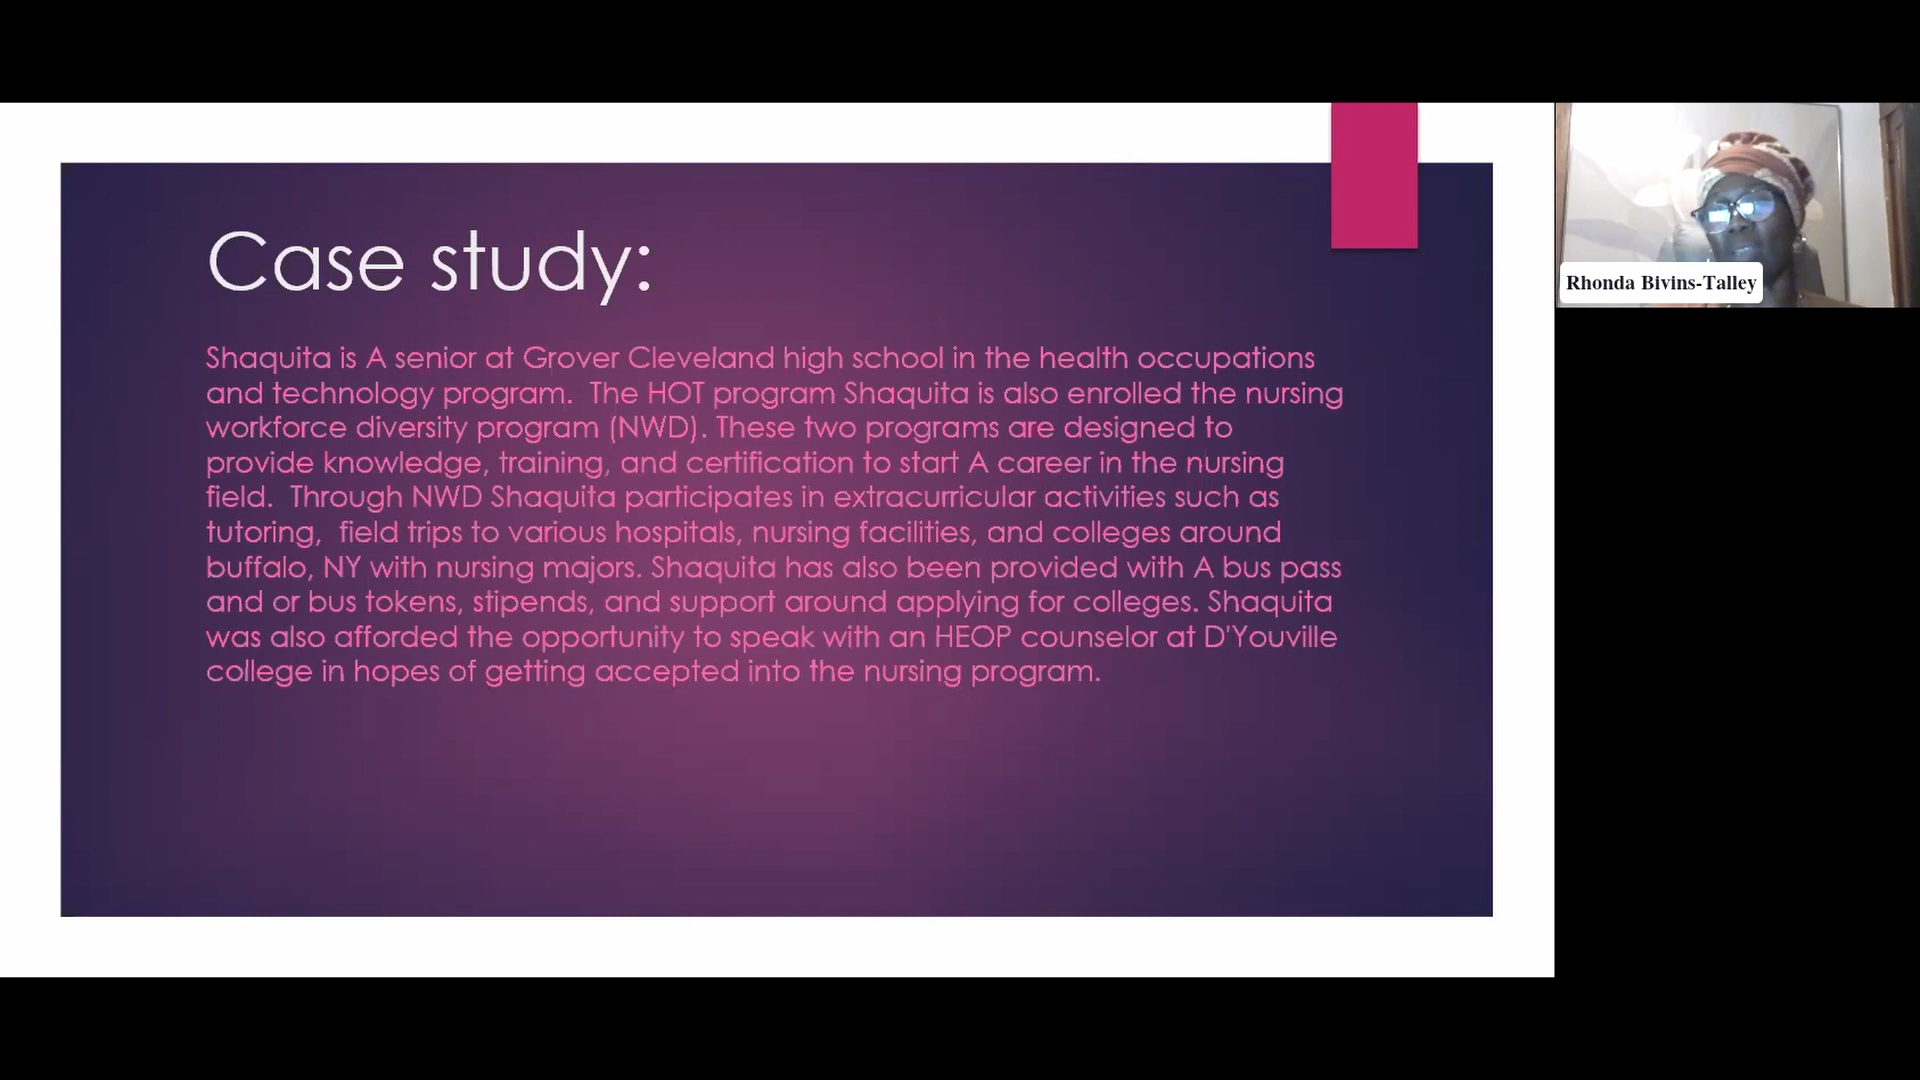 Case study:
Shaquita is A senior at Grover Cleveland high school in the health occupations
and technology program.  The HOT program Shaquita is also enrolled the nursing
workforce diversity program (NWD). These two programs are designed to
provide knowledge, training, and certification to start A career in the nursing
field.  Through NWD Shaquita participates in extracurricular activities such as
tutoring,  field trips to various hospitals, nursing facilities, and colleges around
buffalo, NY with nursing majors. Shaquita has also been provided with A bus pass
and or bus tokens, stipends, and support around applying for colleges. Shaquita
was also afforded the opportunity to speak with an HEOP counselor at D'Youville
college in hopes of getting accepted into the nursing program.
Rhonda Bivins-Talley